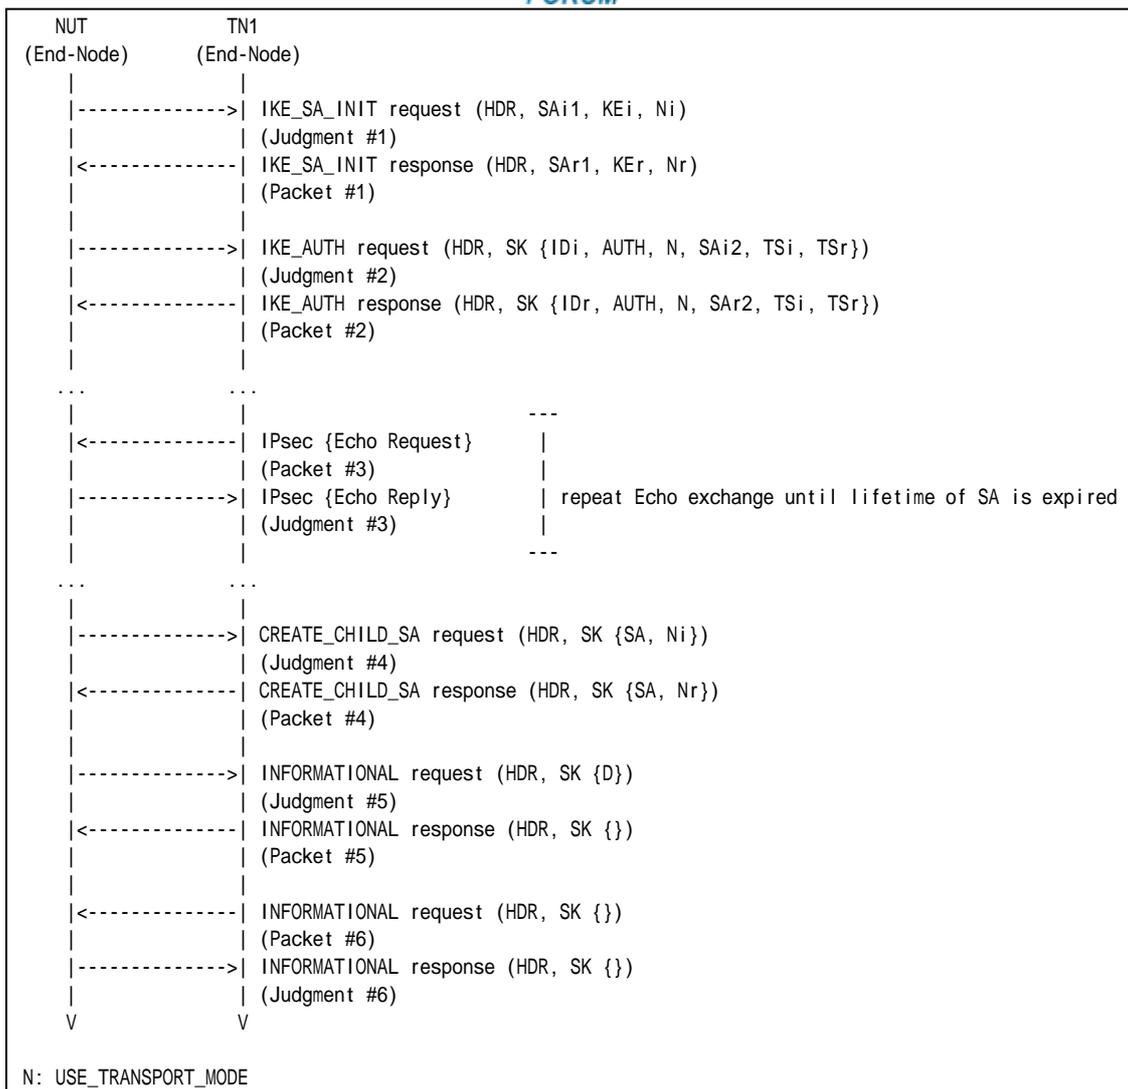 FORUM
NUT TN1
(End-Node) (End-Node)
| |
|-------------->| IKE_SA_INIT request (HDR, SAi1, KEi, Ni)
| | (Judgment #1)
|<--------------| IKE_SA_INIT response (HDR, SAr1, KEr, Nr)
| | (Packet #1)
| |
|-------------->| IKE_AUTH request (HDR, SK {IDi, AUTH, N, SAi2, TSi, TSr})
| | (Judgment #2)
|<--------------| IKE_AUTH response (HDR, SK {IDr, AUTH, N, SAr2, TSi, TSr})
| | (Packet #2)
| |
... ...
| | ---
|<--------------| IPsec {Echo Request} |
| | (Packet #3) |
|-------------->| IPsec {Echo Reply} | repeat Echo exchange until lifetime of SA is expired
| | (Judgment #3) |
| | ---
... ...
| |
|-------------->| CREATE_CHILD_SA request (HDR, SK {SA, Ni})
| | (Judgment #4)
|<--------------| CREATE_CHILD_SA response (HDR, SK {SA, Nr})
| | (Packet #4)
| |
|-------------->| INFORMATIONAL request (HDR, SK {D})
| | (Judgment #5)
|<--------------| INFORMATIONAL response (HDR, SK {})
| | (Packet #5)
| |
|<--------------| INFORMATIONAL request (HDR, SK {})
| | (Packet #6)
|-------------->| INFORMATIONAL response (HDR, SK {})
| | (Judgment #6)
V V
N: USE_TRANSPORT_MODE